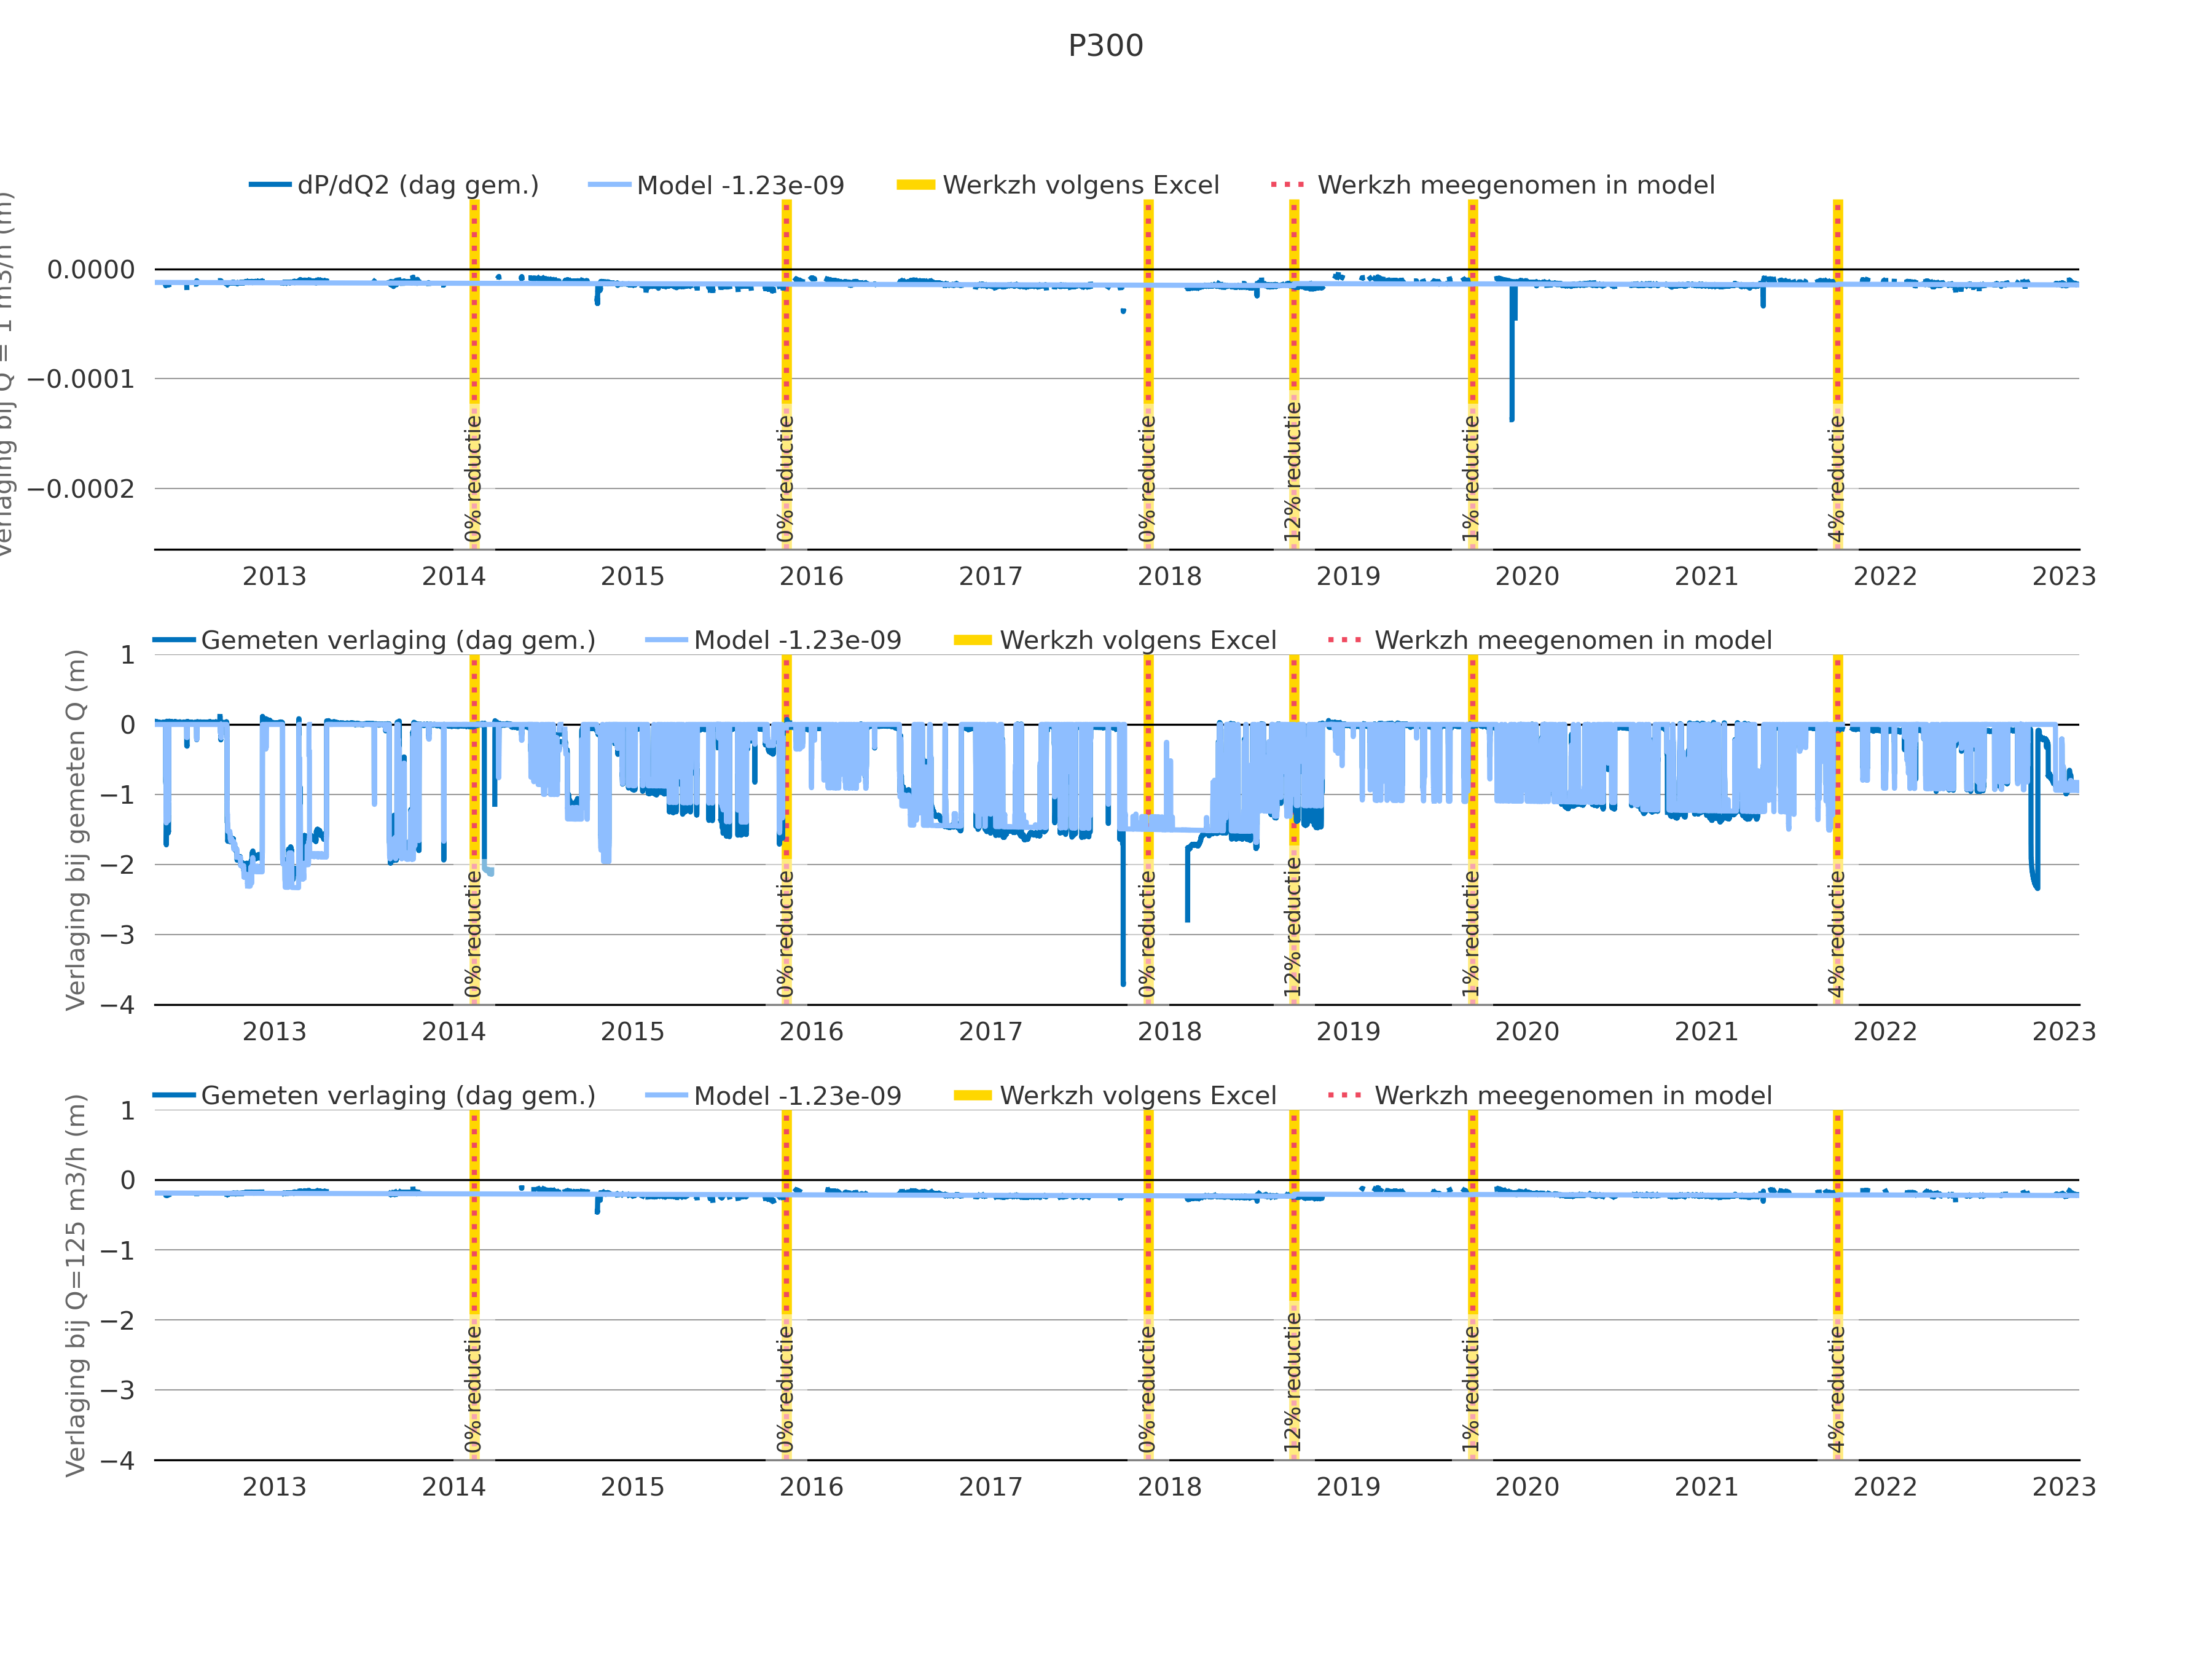 P300
dP/dQ2 (dag gem.) Model -1.23e-09 Werkzh volgens Excel Werkzh meegenomen in model
Verlaging bij Q = 1 m3/h (m)
0.0000
−0.0001
−0.0002
0% reductie 0% reductie 0% reductie 12% reductie 1% reductie 4% reductie
2013 2014 2015 2016 2017 2018 2019 2020 2021 2022 2023
Gemeten verlaging (dag gem.) Model -1.23e-09 Werkzh volgens Excel Werkzh meegenomen in model
Verlaging bij gemeten Q (m)
1
0
−1
−2
−3
−4
0% reductie 0% reductie 0% reductie 12% reductie 1% reductie 4% reductie
2013 2014 2015 2016 2017 2018 2019 2020 2021 2022 2023
Gemeten verlaging (dag gem.) Model -1.23e-09 Werkzh volgens Excel Werkzh meegenomen in model
Verlaging bij Q=125 m3/h (m)
1
0
−1
−2
−3
−4
0% reductie 0% reductie 0% reductie 12% reductie 1% reductie 4% reductie
2013 2014 2015 2016 2017 2018 2019 2020 2021 2022 2023